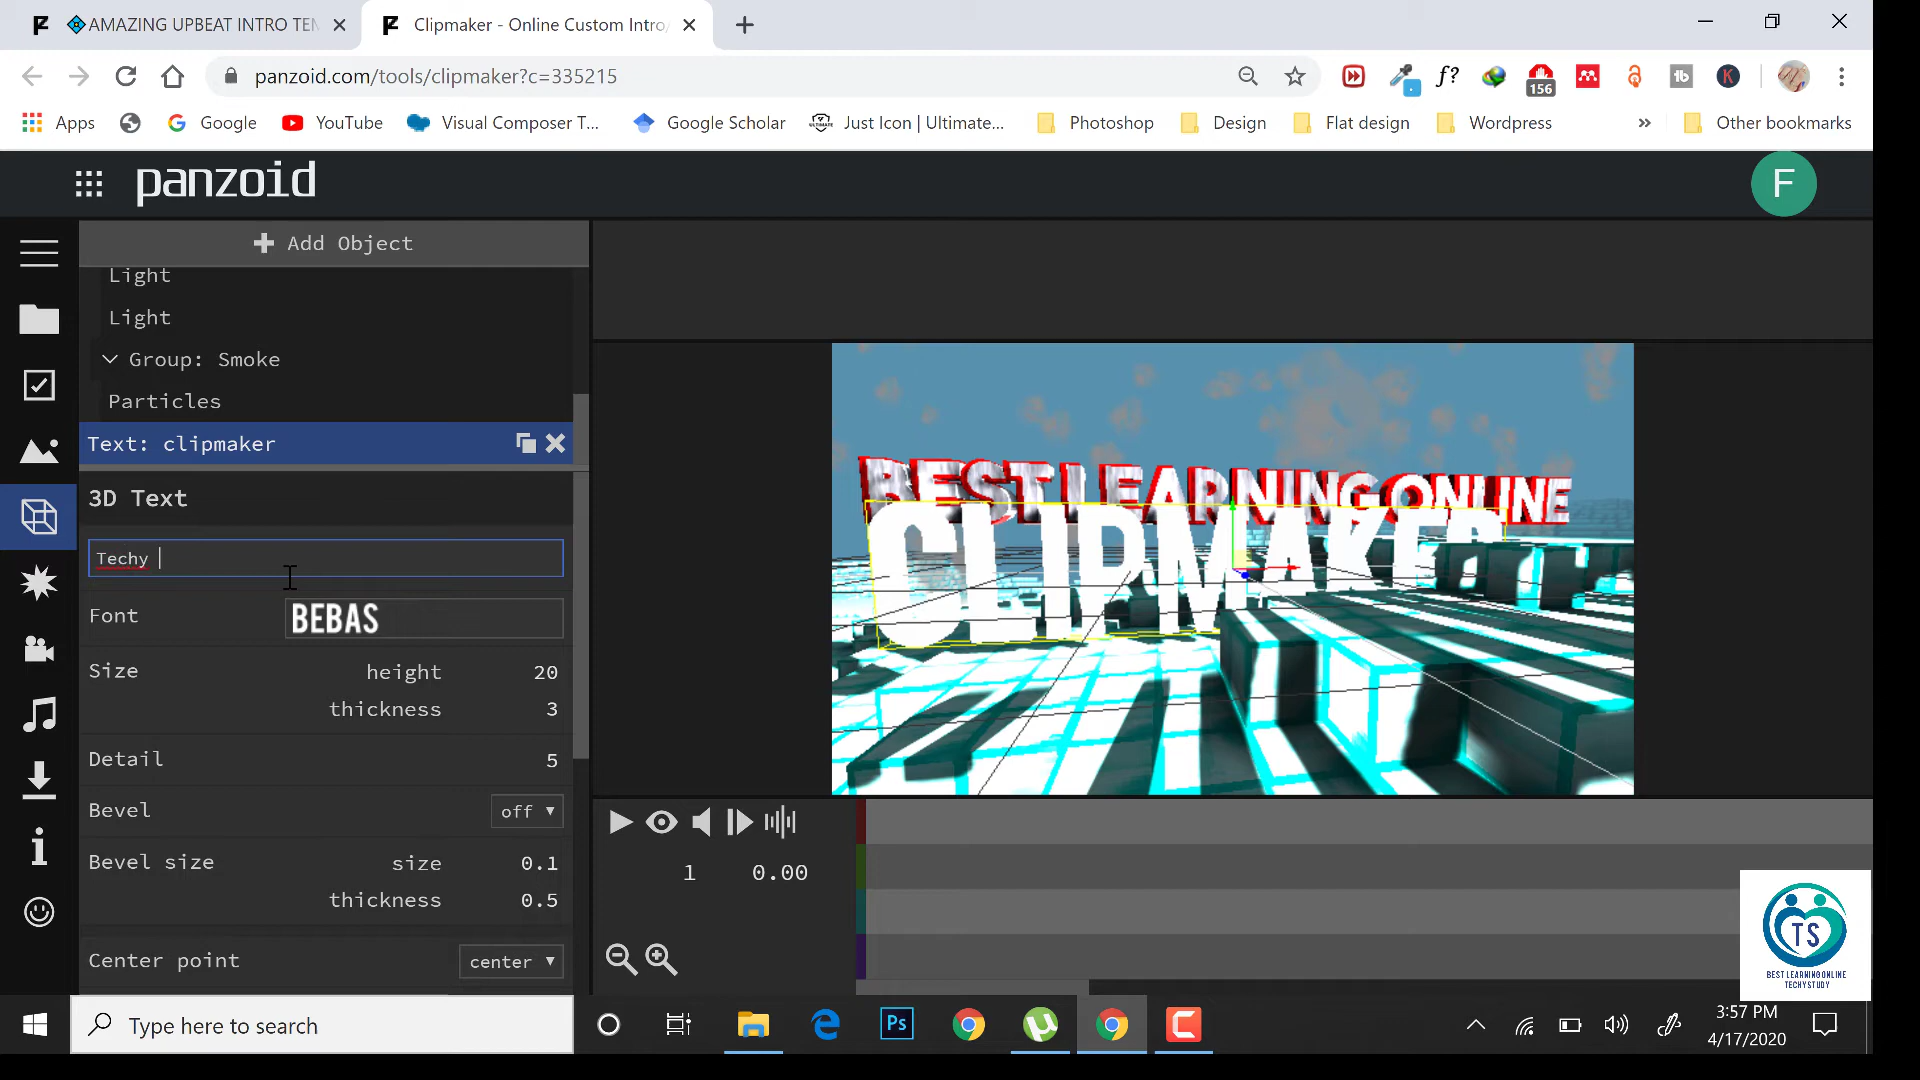 AMAZING UPBEAT INTRO TEN
Clipmaker - Online Custom Intro/
panzoid.com/tools/clipmaker?c=335215
f?
156
tb
K
Apps
Google
YouTube
Visual Composer T...
Google Scholar
Just Icon | Ultimate...
Photoshop
Design
Flat design
Wordpress
»
Other bookmarks
panzoid
F
Add Object
Light
Light
Group: Smoke
Particles
Text: clipmaker
3D Text
Techy
Font
BEBAS
Size
height
20
thickness
3
Detail
5
Bevel
off
Bevel size
size
0.1
thickness
0.5
Center point
center
BEST LEARNING ONLINE
CLIPMAKER
1
0.00
TS
BEST LEARNING ONLINE
TECHY STUDY
Type here to search
Ps
3:57 PM
4/17/2020